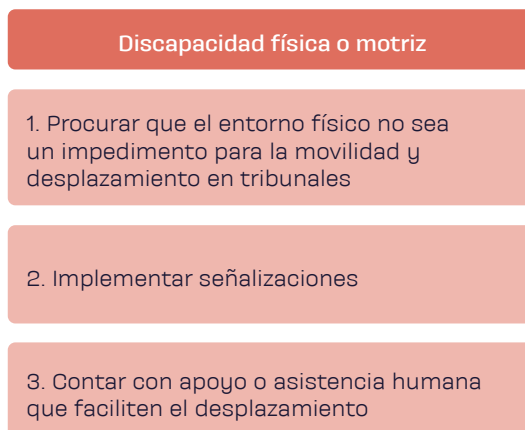 Discapacidad física o motriz
1. Procurar que el entorno físico no sea
un impedimento para la movilidad y
desplazamiento en tribunales
2. Implementar señalizaciones
3. Contar con apoyo o asistencia humana
que faciliten el desplazamiento